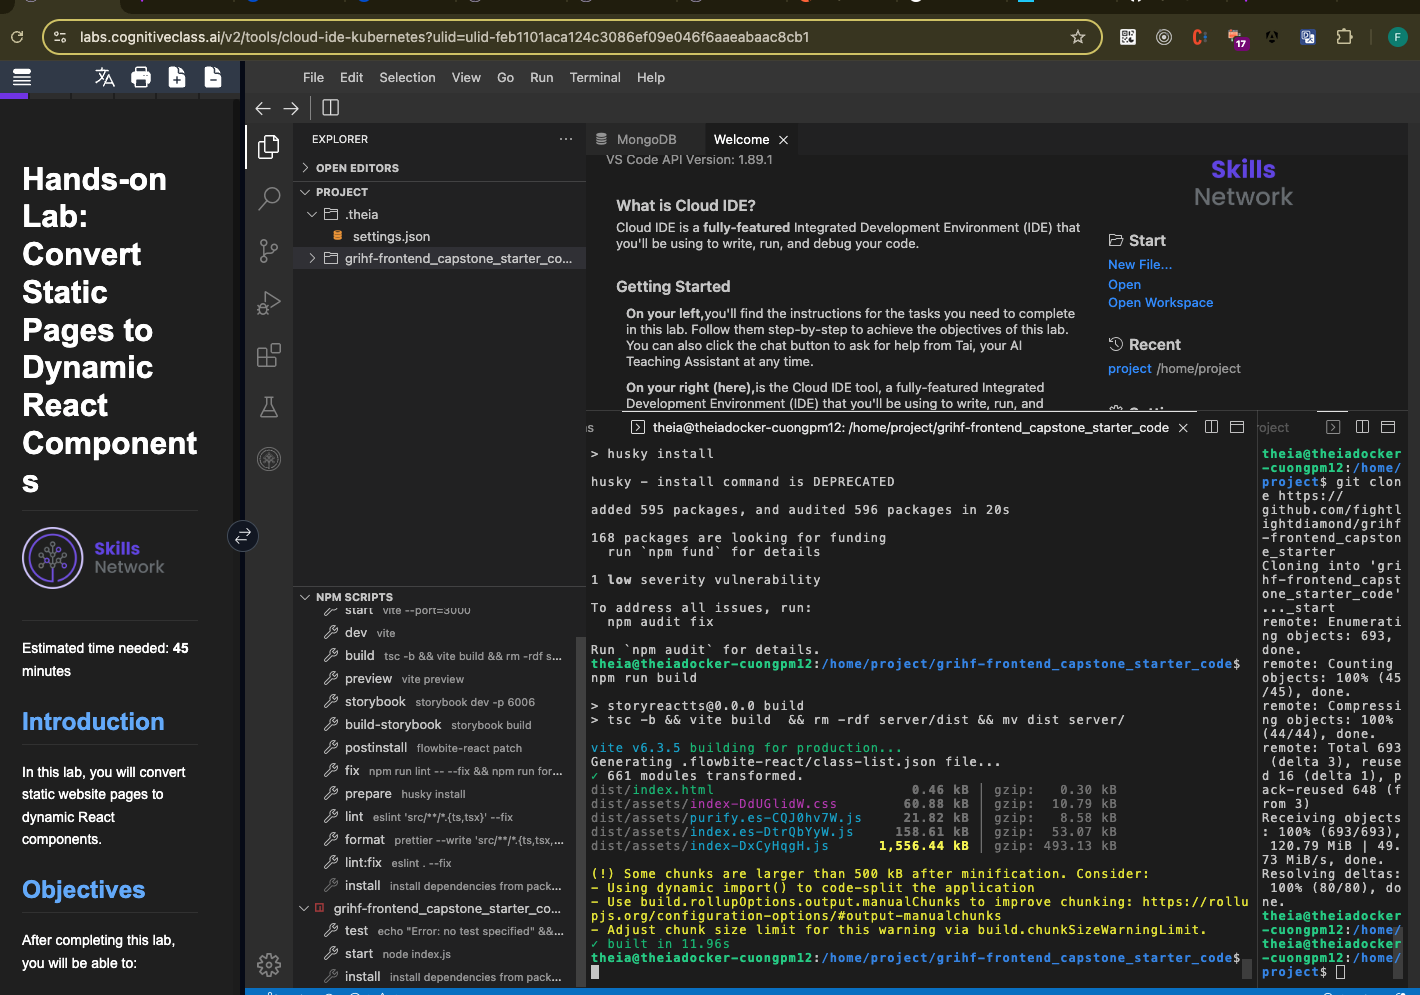 labs.cognitiveclass.ai/v2/tools/cloud-ide-kubernetes?ulid=ulid-feb1101aca124c3086ef09e046f6aaeabaac8cb1
17
F
File Edit Selection View Go Run Terminal Help
Hands-on
Lab:
Convert
Static
Pages to
Dynamic
React
Component
s
Skills
Network
Estimated time needed: 45
minutes
Introduction
In this lab, you will convert
static website pages to
dynamic React
components.
Objectives
After completing this lab,
you will be able to:
EXPLORER
OPEN EDITORS
PROJECT
.theia
settings.json
grihf-frontend_capstone_starter_co...
NPM SCRIPTS
start vite --port=3000
dev vite
build tsc -b && vite build && rm -rdf s...
preview vite preview
storybook storybook dev -p 6006
build-storybook storybook build
postinstall flowbite-react patch
fix npm run lint -- --fix && npm run for...
prepare husky install
lint eslint 'src/**/*.{ts,tsx}' --fix
format prettier --write 'src/**/*.{ts,tsx,...
lint:fix eslint . --fix
install install dependencies from pack...
grihf-frontend_capstone_starter_co...
test echo "Error: no test specified" &&...
start node index.js
install install dependencies from pack...
MongoDB Welcome
VS Code API Version: 1.89.1
What is Cloud IDE?
Cloud IDE is a fully-featured Integrated Development Environment (IDE) that
you'll be using to write, run, and debug your code.
Getting Started
On your left,you'll find the instructions for the tasks you need to complete
in this lab. Follow them step-by-step to achieve the objectives of this lab.
You can also click the chat button to ask for help from Tai, your AI
Teaching Assistant at any time.
On your right (here),is the Cloud IDE tool, a fully-featured Integrated
Development Environment (IDE) that you'll be using to write, run, and
Skills
Network
Start
New File...
Open
Open Workspace
Recent
project /home/project
theia@theiadocker-cuongpm12: /home/project/grihf-frontend_capstone_starter_code
> husky install
husky - install command is DEPRECATED
added 595 packages, and audited 596 packages in 20s
168 packages are looking for funding
run `npm fund` for details
1 low severity vulnerability
To address all issues, run:
npm audit fix
Run `npm audit` for details.
theia@theiadocker-cuongpm12:/home/project/grihf-frontend_capstone_starter_code$
npm run build
> storyreactts@0.0.0 build
> tsc -b && vite build && rm -rdf server/dist && mv dist server/
vite v6.3.5 building for production...
Generating .flowbite-react/class-list.json file...
✓ 661 modules transformed.
dist/index.html 0.46 kB │ gzip: 0.30 kB
dist/assets/index-DdUGlidW.css 60.88 kB │ gzip: 10.79 kB
dist/assets/purify.es-CQJ0hv7W.js 21.82 kB │ gzip: 8.58 kB
dist/assets/index.es-DtrQbYyW.js 158.61 kB │ gzip: 53.07 kB
dist/assets/index-DxCyHqgH.js 1,556.44 kB │ gzip: 493.13 kB
(!) Some chunks are larger than 500 kB after minification. Consider:
- Using dynamic import() to code-split the application
- Use build.rollupOptions.output.manualChunks to improve chunking: https://rollu
pjs.org/configuration-options/#output-manualchunks
- Adjust chunk size limit for this warning via build.chunkSizeWarningLimit.
✓ built in 11.96s
theia@theiadocker-cuongpm12:/home/project/grihf-frontend_capstone_starter_code$
roject
theia@theiadocker
-cuongpm12:/home/
project$ git clon
e https://
github.com/fightl
ightdiamond/grihf
-frontend_capston
e_starter
Cloning into 'gri
hf-frontend_capst
one_starter_code'
..._start
remote: Enumerati
ng objects: 693,
done.
remote: Counting
objects: 100% (45
/45), done.
remote: Compressi
ng objects: 100%
(44/44), done.
remote: Total 693
(delta 3), reuse
d 16 (delta 1), p
ack-reused 648 (f
rom 3)
Receiving objects
: 100% (693/693),
120.79 MiB | 49.
73 MiB/s, done.
Resolving deltas:
100% (80/80), do
ne.
theia@theiadocker
-cuongpm12:/home/
theia@theiadocker
-cuongpm12:/home/
project$